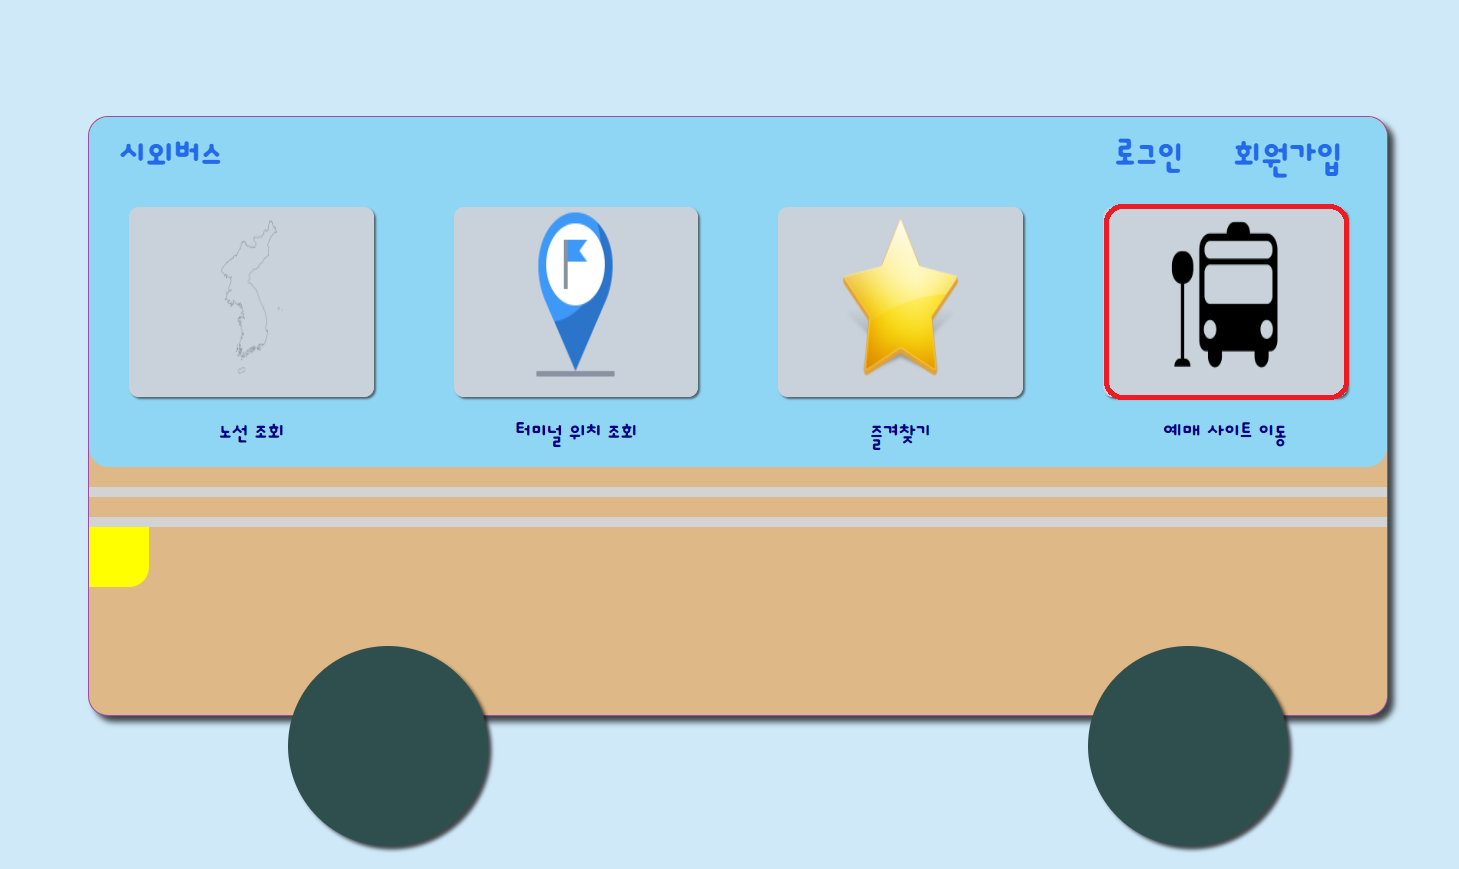 시외버스
로그인 회원가입
노선 조회
터미널 위치 조회
즐겨찾기
예매 사이트 이동